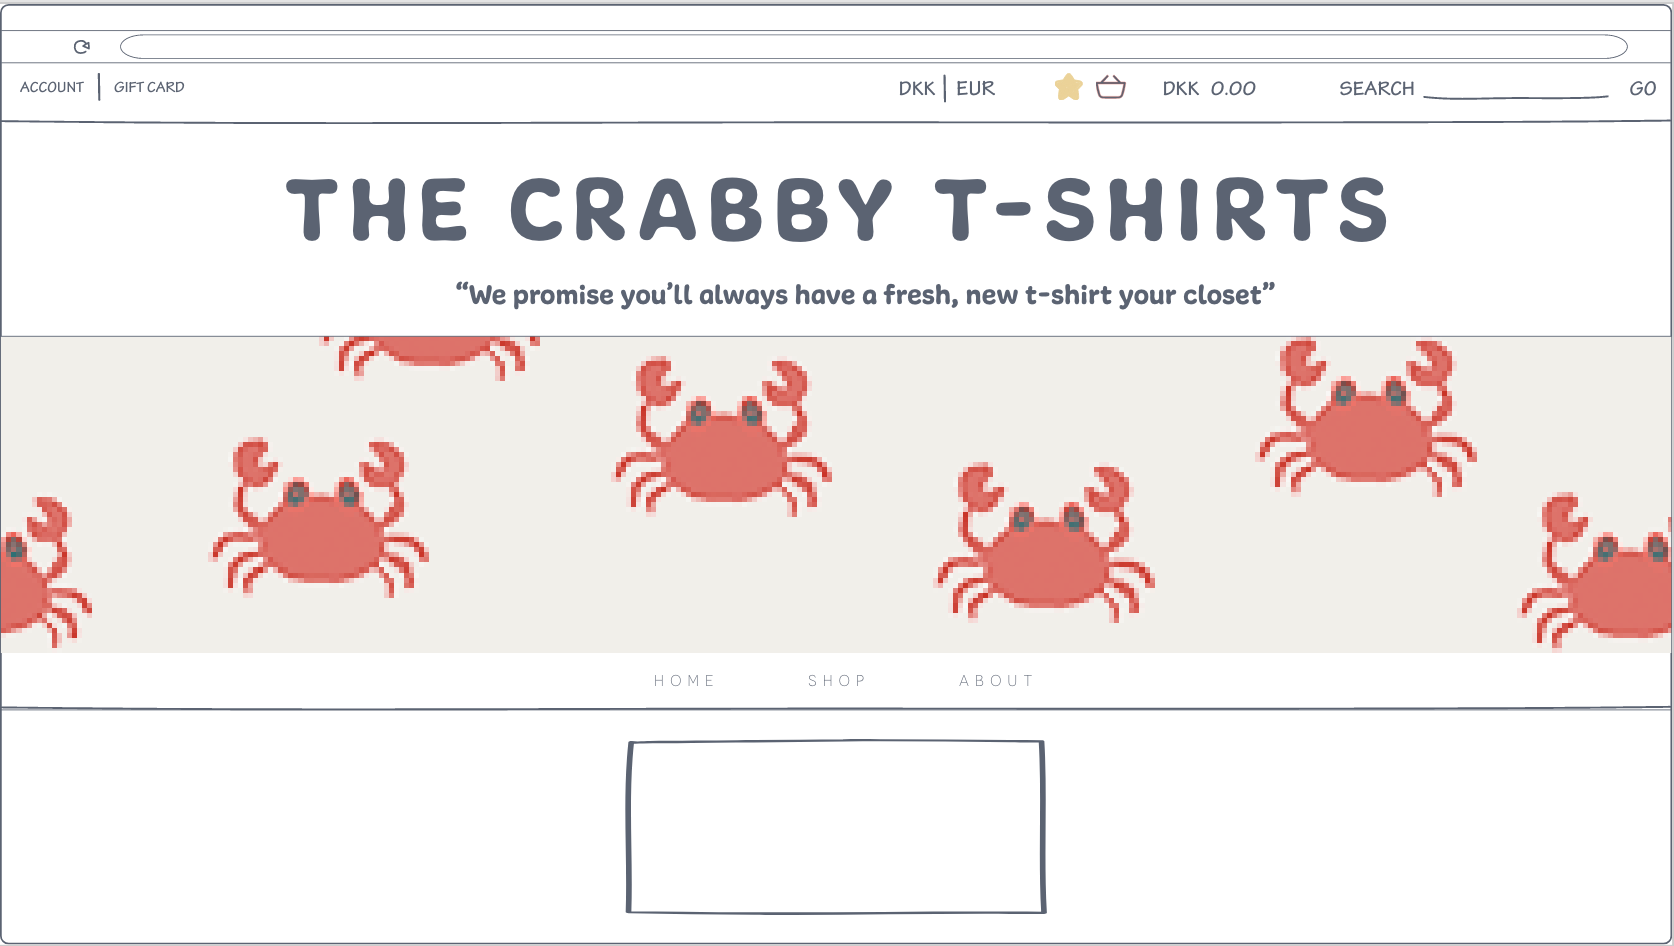 ACCOUNT | GIFT CARD DKK | EUR DKK 0.00 SEARCH GO
THE CRABBY T-SHIRTS
“We promise you’ll always have a fresh, new t-shirt your closet”
HOME SHOP ABOUT